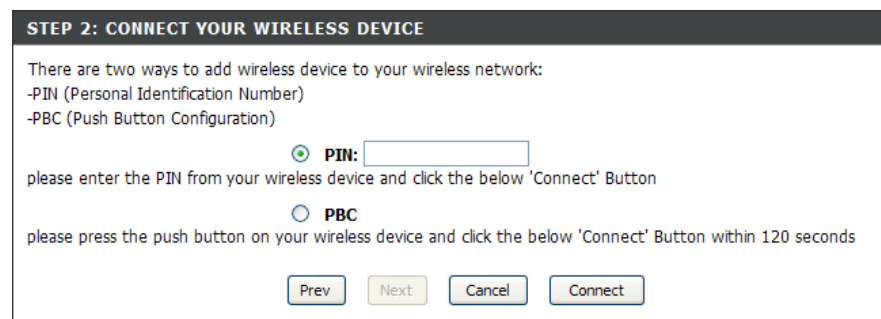 STEP 2: CONNECT YOUR WIRELESS DEVICE
There are two ways to add wireless device to your wireless network:
-PIN (Personal Identification Number)
-PBC (Push Button Configuration)
PIN:
please enter the PIN from your wireless device and click the below 'Connect' Button
PBC
please press the push button on your wireless device and click the below 'Connect' Button within 120 seconds
Prev Next Cancel Connect